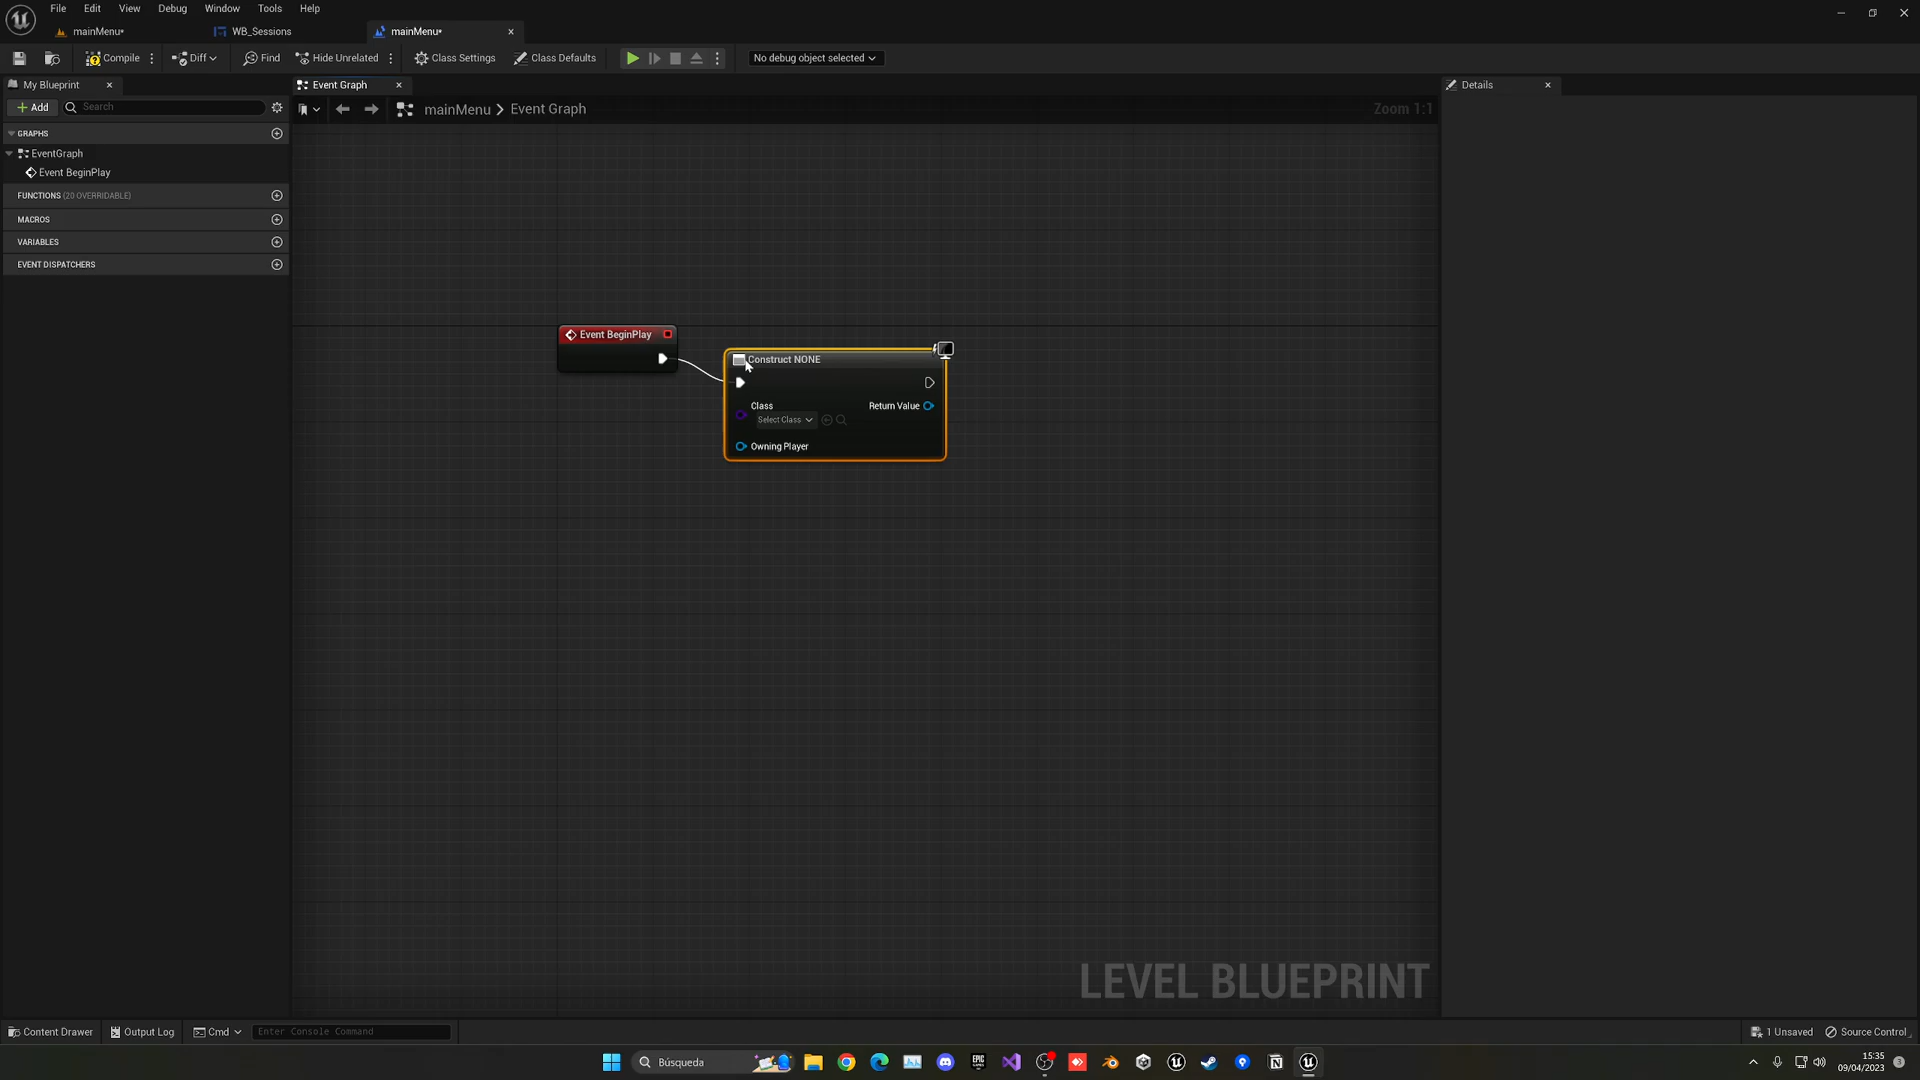 File Edit View Debug Window Tools Help
mainMenu* WB_Sessions mainMenu*
Compile Diff Find Hide Unrelated Class Settings Class Defaults No debug object selected
My Blueprint Event Graph Details
Add Search mainMenu > Event Graph Zoom 1:1
GRAPHS
EventGraph
Event BeginPlay
FUNCTIONS (20 OVERRIDABLE)
MACROS
VARIABLES
EVENT DISPATCHERS
Event BeginPlay
Construct NONE
Class Return Value
Select Class
Owning Player
LEVEL BLUEPRINT
Content Drawer Output Log Cmd Enter Console Command 1 Unsaved Source Control
Búsqueda
EPIC GAMES
15:35
09/04/2023